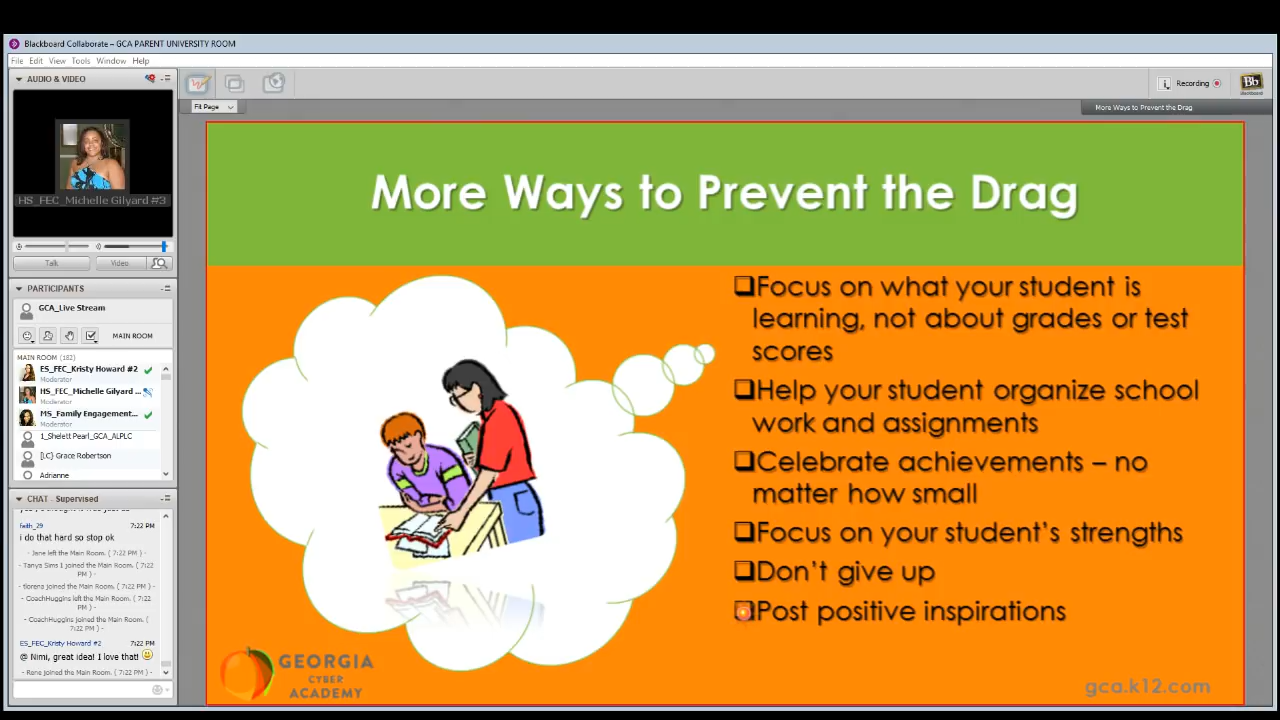 Blackboard Collaborate – GCA PARENT UNIVERSITY ROOM
File Edit View Tools Window Help
AUDIO & VIDEO
HS_FEC_Michelle Gilyard #3
Talk Video
PARTICIPANTS
GCA_Live Stream
MAIN ROOM
MAIN ROOM (182)
ES_FEC_Kristy Howard #2
Moderator
HS_FEC_Michelle Gilyard ...
Moderator
MS_Family Engagement...
Moderator
1_Shelett Pearl_GCA_ALPLC
[LC} Grace Robertson
Adrianne
CHAT - Supervised
faith_29 7:22 PM
i do that hard so stop ok
- Jane left the Main Room. ( 7:22 PM ) -
- Tanya Sims 1 joined the Main Room. ( 7:22
PM ) -
- tlorens joined the Main Room. ( 7:22 PM ) -
- CoachHuggins left the Main Room. ( 7:22
PM ) -
- CoachHuggins joined the Main Room. (
7:22 PM ) -
ES_FEC_Kristy Howard #2 7:22 PM
@ Nimi, great idea! I love that!
- Rene joined the Main Room. ( 7:22 PM ) -
Fit Page
Recording
Bb
More Ways to Prevent the Drag
More Ways to Prevent the Drag
Focus on what your student is
learning, not about grades or test
scores
Help your student organize school
work and assignments
Celebrate achievements – no
matter how small
Focus on your student's strengths
Don't give up
Post positive inspirations
GEORGIA
CYBER
ACADEMY
gca.k12.com